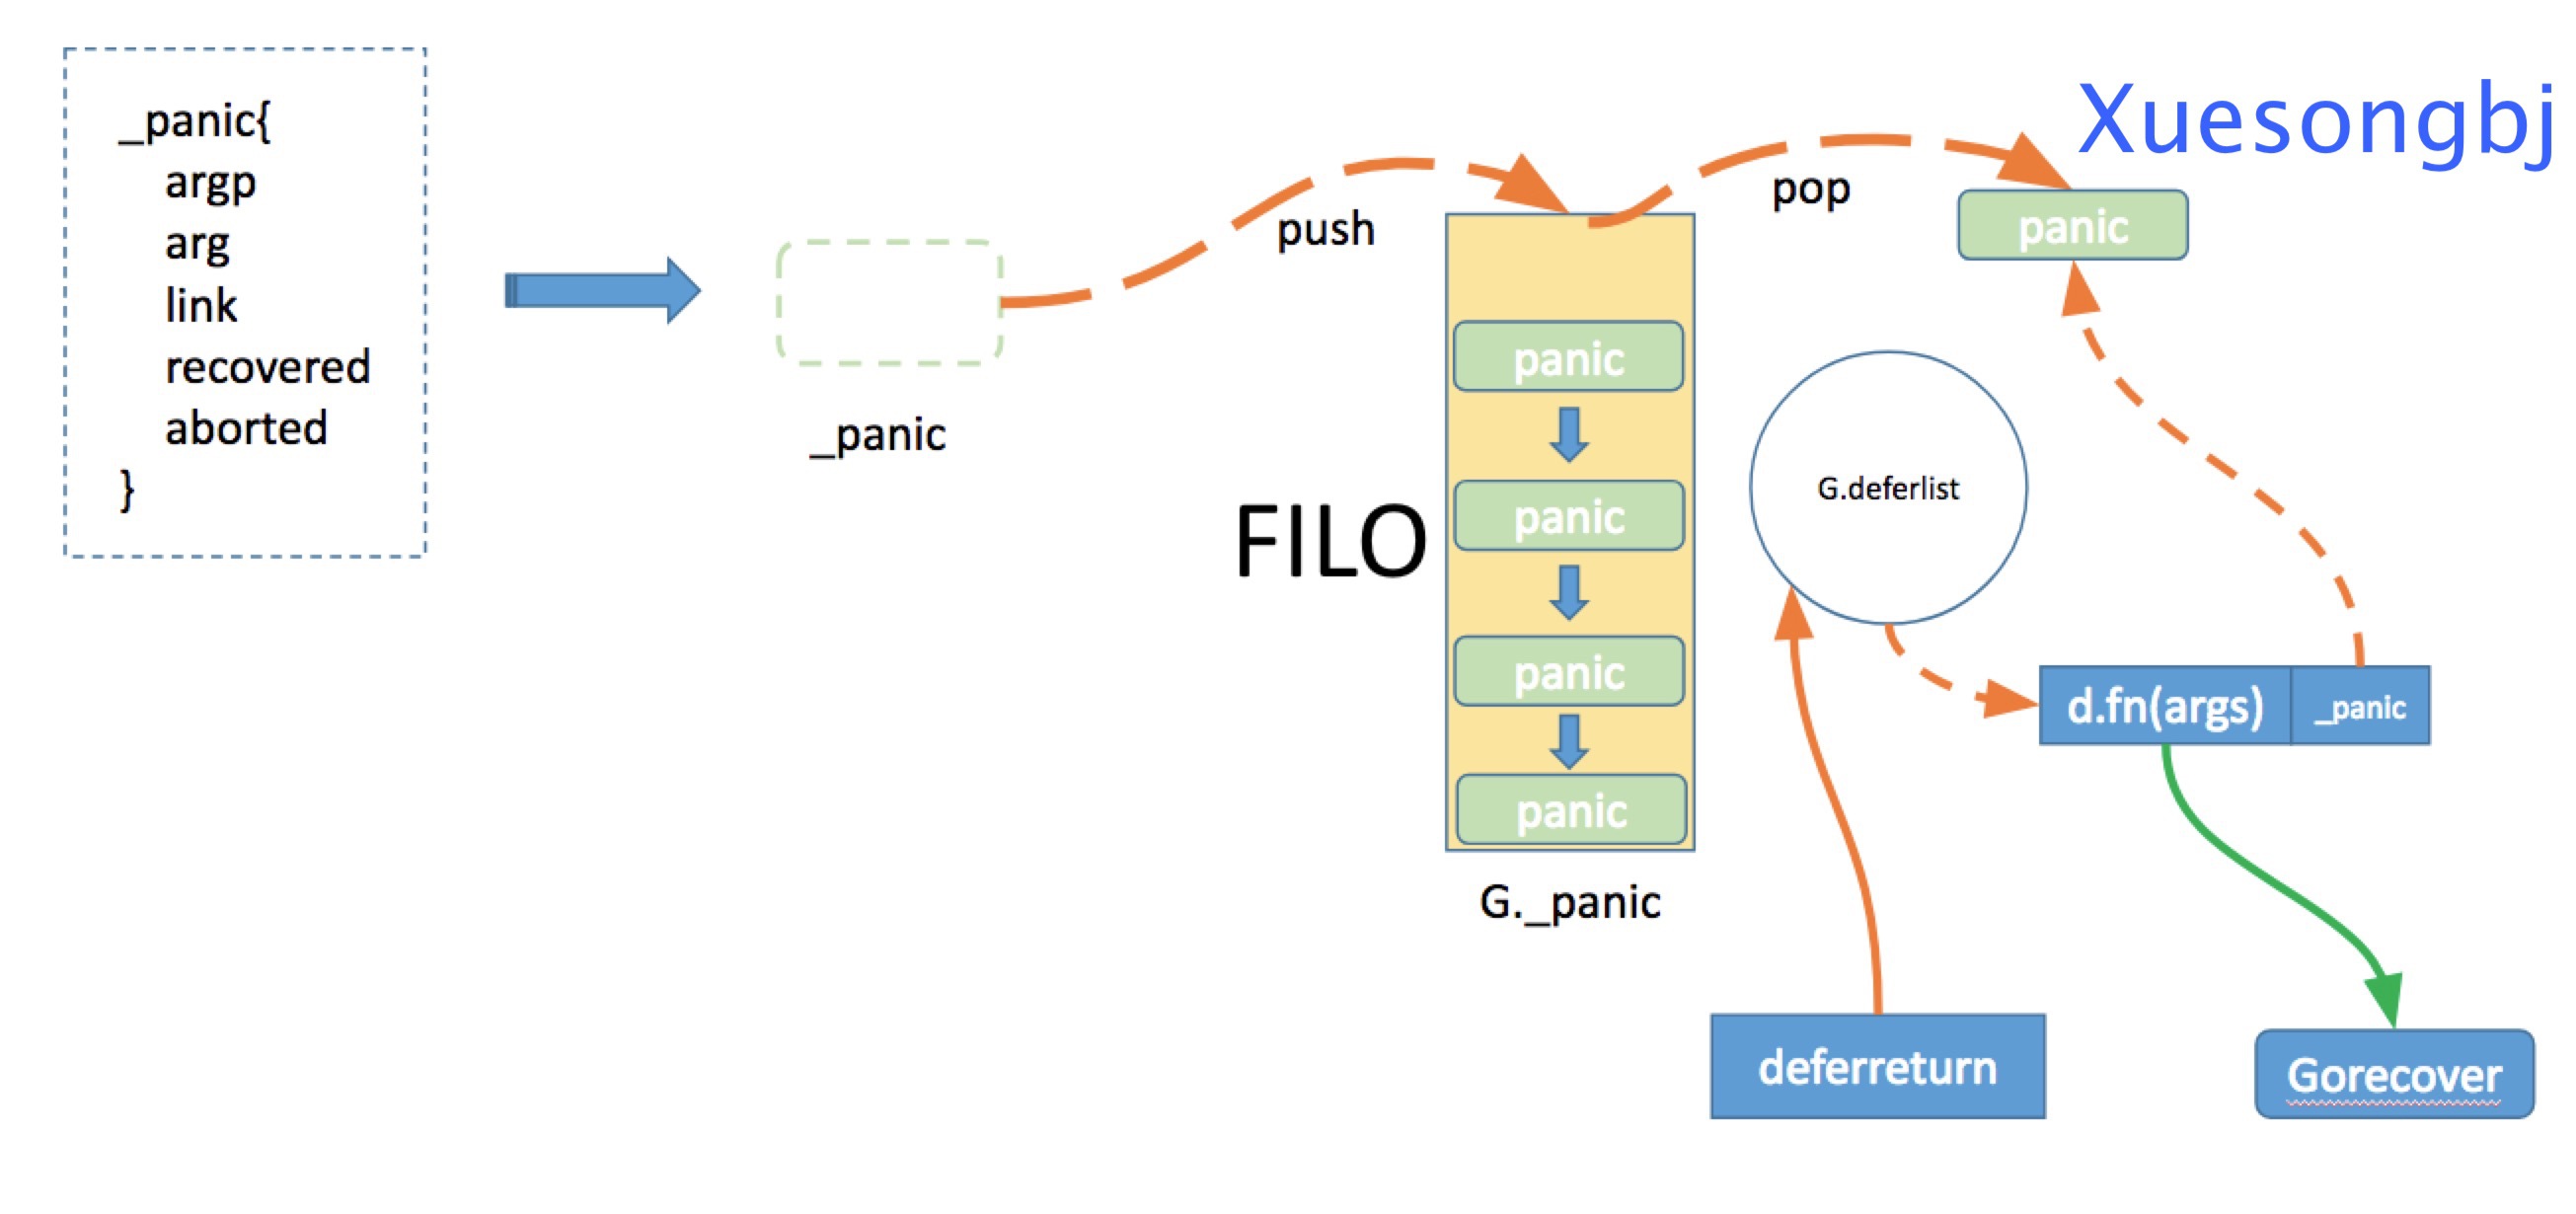 _panic{
argp
arg
link
recovered
aborted
}
_panic
push
pop
Xuesongbj
panic
FILO
panic
panic
panic
panic
G._panic
G.deferlist
d.fn(args)
_panic
deferreturn
Gorecover